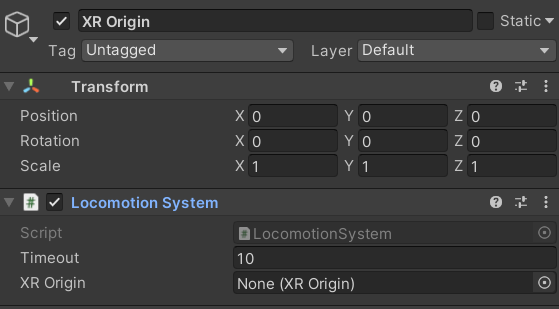 XR Origin Static
Tag Untagged Layer Default
Transform
Position X 0 Y 0 Z 0
Rotation X 0 Y 0 Z 0
Scale X 1 Y 1 Z 1
# Locomotion System
Script # LocomotionSystem
Timeout 10
XR Origin None (XR Origin)